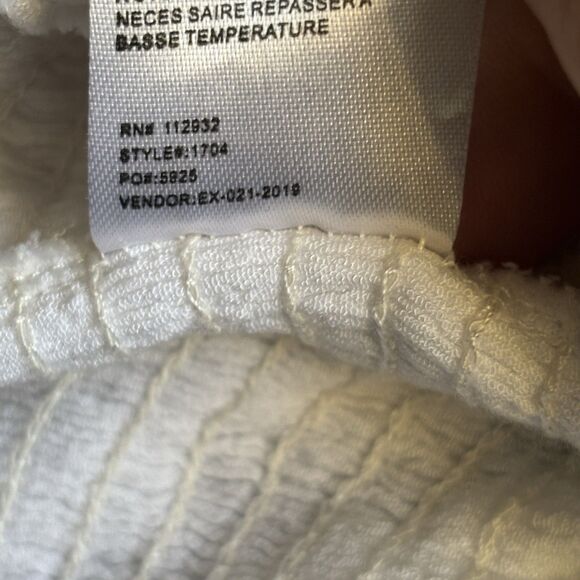 NECES SAIRE REPASSER A
BASSE TEMPERATURE
RN# 112932
STYLE#:1704
PO#:5825
VENDOR:EX-021-2019